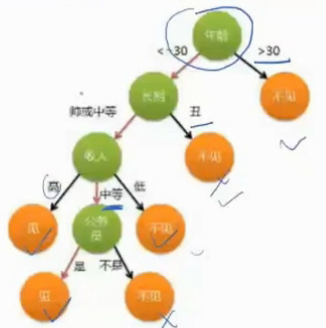 年龄
<=30
>30
长相
不见
帅或中等
丑
收入
不见
高
中等
低
见
公务
员
不见
是
不是
见
不见